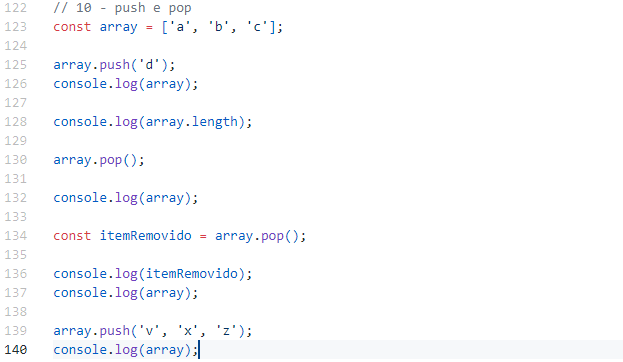 122 // 10 - push e pop
123 const array = ['a', 'b', 'c'];
124
125 array.push('d');
126 console.log(array);
127
128 console.log(array.length);
129
130 array.pop();
131
132 console.log(array);
133
134 const itemRemovido = array.pop();
135
136 console.log(itemRemovido);
137 console.log(array);
138
139 array.push('v', 'x', 'z');
140 console.log(array);